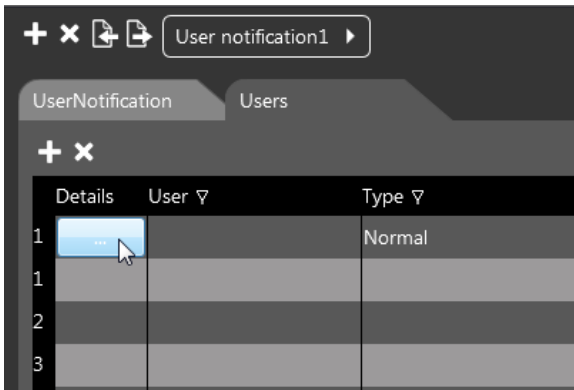 User notification1
UserNotification Users
Details User Type
1 ... Normal
1
2
3